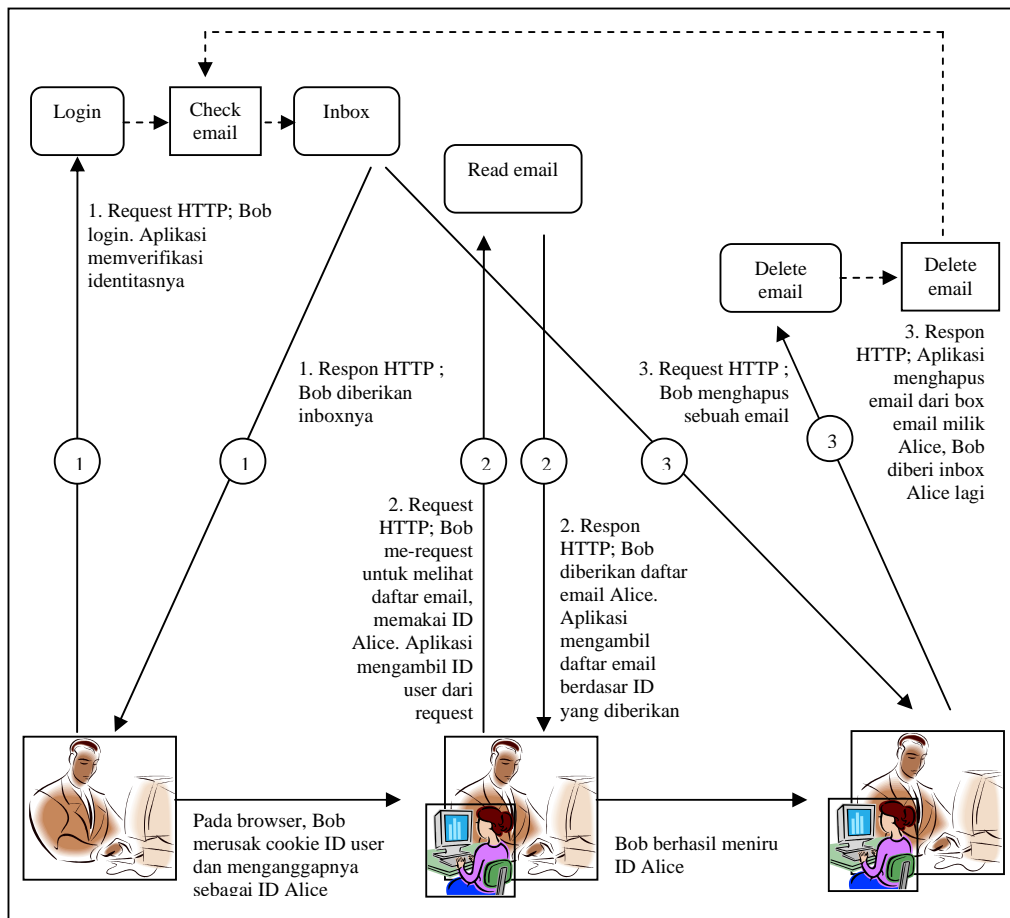 Login
Check
email
Inbox
Read email
1. Request HTTP; Bob
login. Aplikasi
memverifikasi
identitasnya
Delete
email
Delete
email
1. Respon HTTP ;
Bob diberikan
inboxnya
3. Request HTTP ;
Bob menghapus
sebuah email
3. Respon
HTTP; Aplikasi
menghapus
email dari box
email milik
Alice, Bob
diberi inbox
Alice lagi
1
1
2
2
3
3
2. Request
HTTP; Bob
me-request
untuk melihat
daftar email,
memakai ID
Alice. Aplikasi
mengambil ID
user dari
request
2. Respon
HTTP; Bob
diberikan daftar
email Alice.
Aplikasi
mengambil
daftar email
berdasar ID
yang diberikan
Pada browser, Bob
merusak cookie ID user
dan menganggapnya
sebagai ID Alice
Bob berhasil meniru
ID Alice